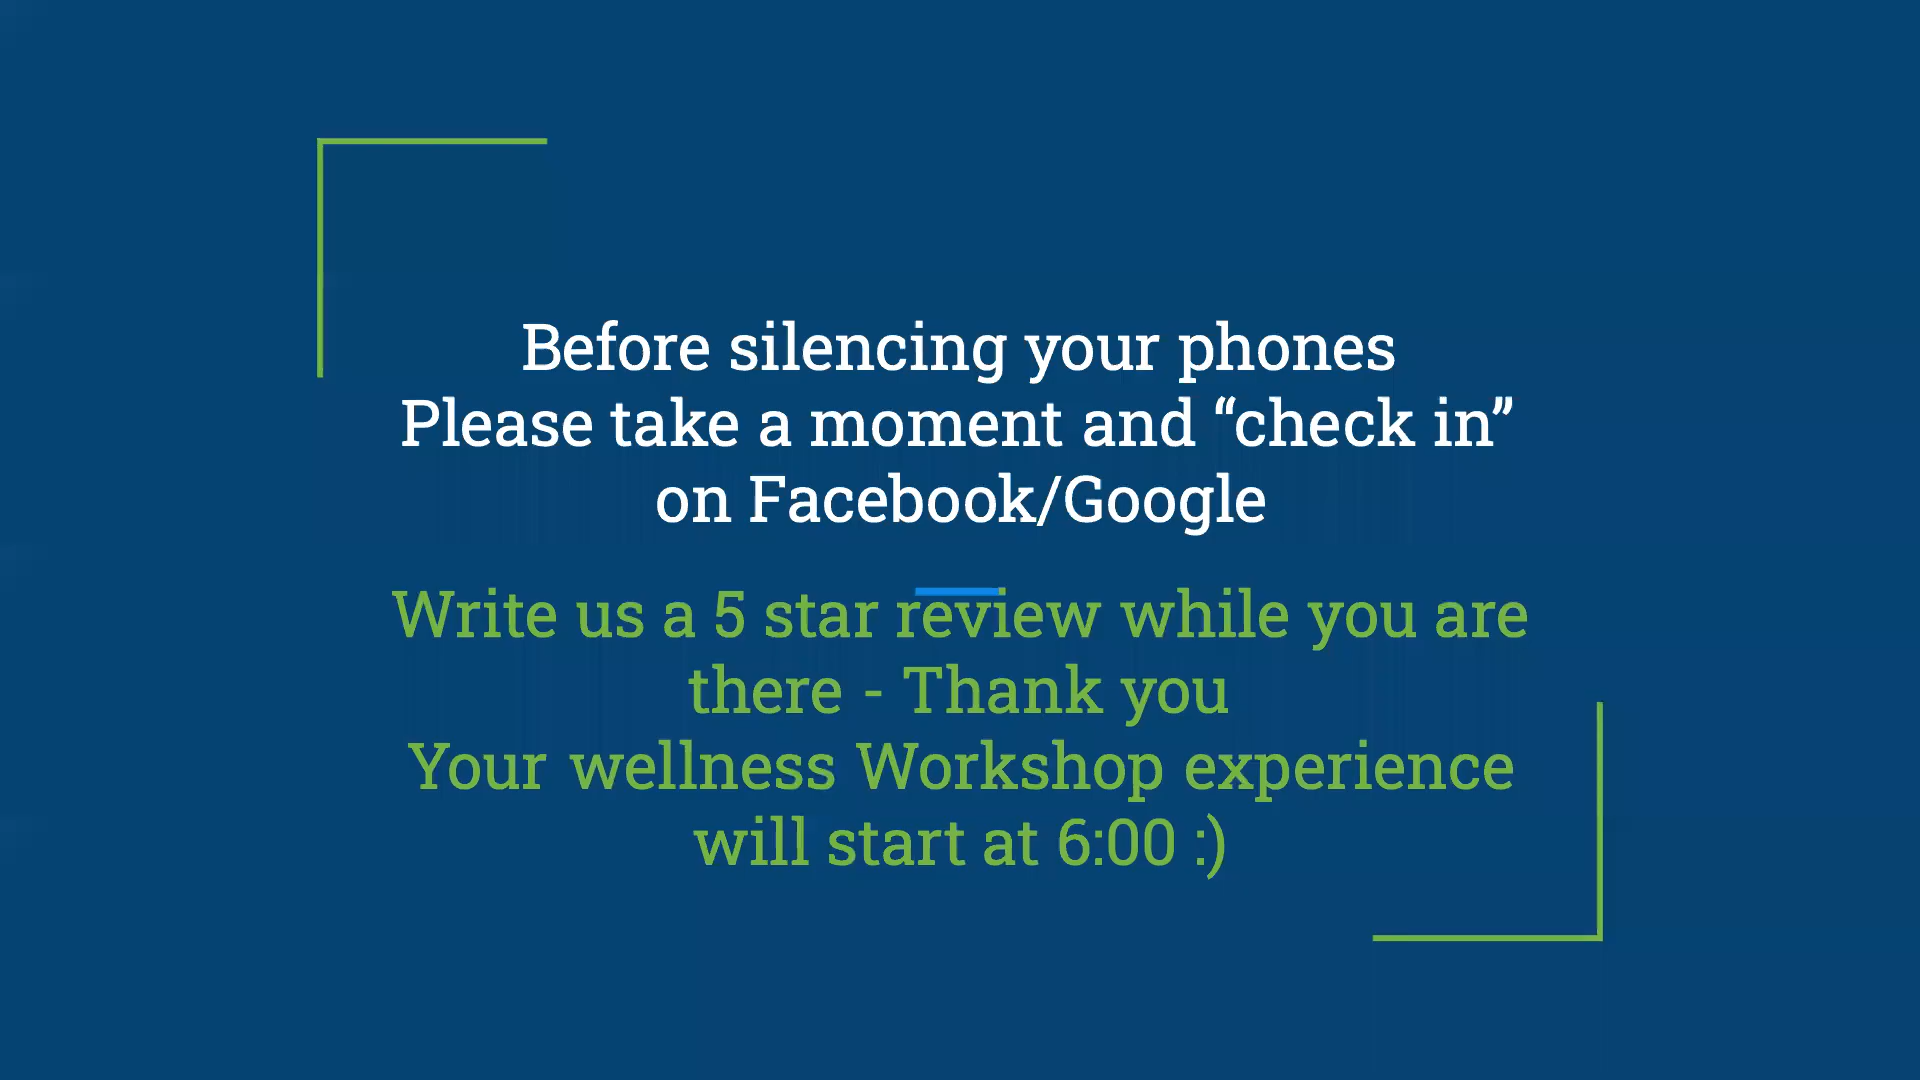 Before silencing your phones
Please take a moment and “check in”
on Facebook/Google
Write us a 5 star review while you are
there - Thank you
Your wellness Workshop experience
will start at 6:00 :)